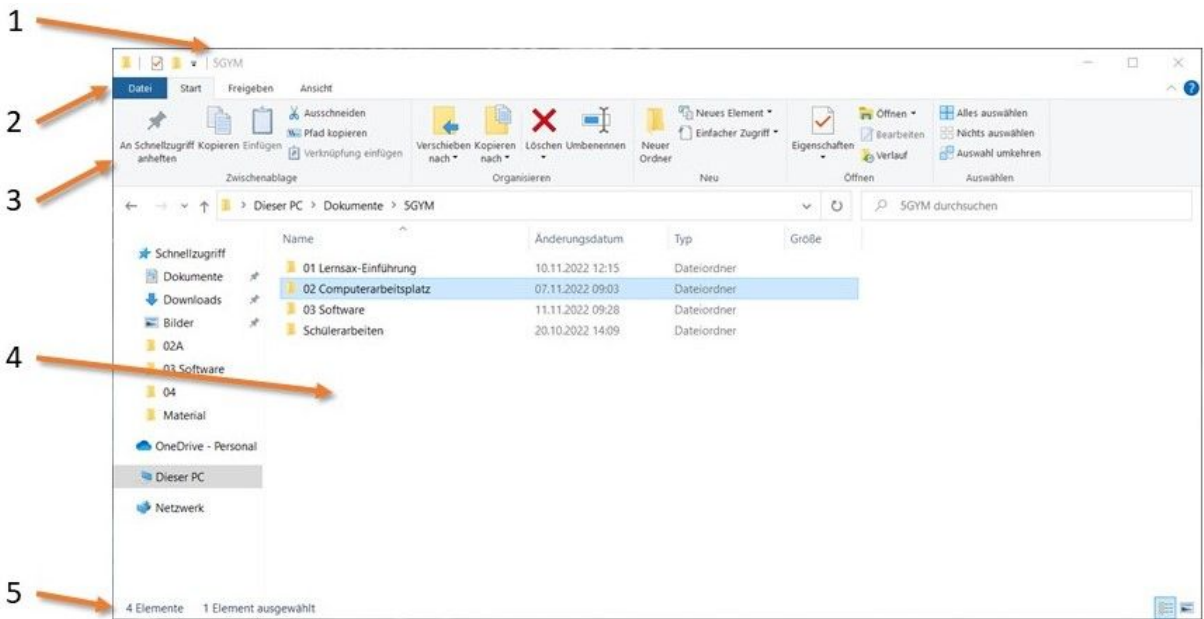 1
5GYM
2
Datei Start Freigeben Ansicht
3
An Schnellzugriff anheften
Kopieren
Einfügen
Ausschneiden
Pfad kopieren
Verknüpfung einfügen
Zwischenablage
Verschieben nach
Kopieren nach
Löschen
Umbenennen
Organisieren
Neuer Ordner
Neues Element
Einfacher Zugriff
Neu
Eigenschaften
Öffnen
Bearbeiten
Verlauf
Öffnen
Alles auswählen
Nichts auswählen
Auswahl umkehren
Auswählen
Dieser PC > Dokumente > 5GYM
5GYM durchsuchen
Schnellzugriff
Dokumente
Downloads
Bilder
02A
03 Software
04
Material
OneDrive - Personal
Dieser PC
Netzwerk
Name Änderungsdatum Typ Größe
01 Lernsax-Einführung 10.11.2022 12:15 Dateiordner
02 Computerarbeitsplatz 07.11.2022 09:03 Dateiordner
03 Software 11.11.2022 09:28 Dateiordner
Schülerarbeiten 20.10.2022 14:09 Dateiordner
4
5
4 Elemente 1 Element ausgewählt